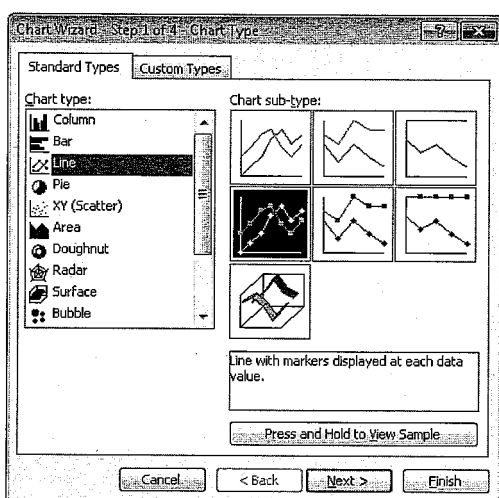 Chart Wizard - Step 1 of 4 - Chart Type
Standard Types
Custom Types
Chart type:
Column
Bar
Line
Pie
XY (Scatter)
Area
Doughnut
Radar
Surface
Bubble
Chart sub-type:
Line with markers displayed at each data
value.
Press and Hold to View Sample
Cancel
< Back
Next >
Finish